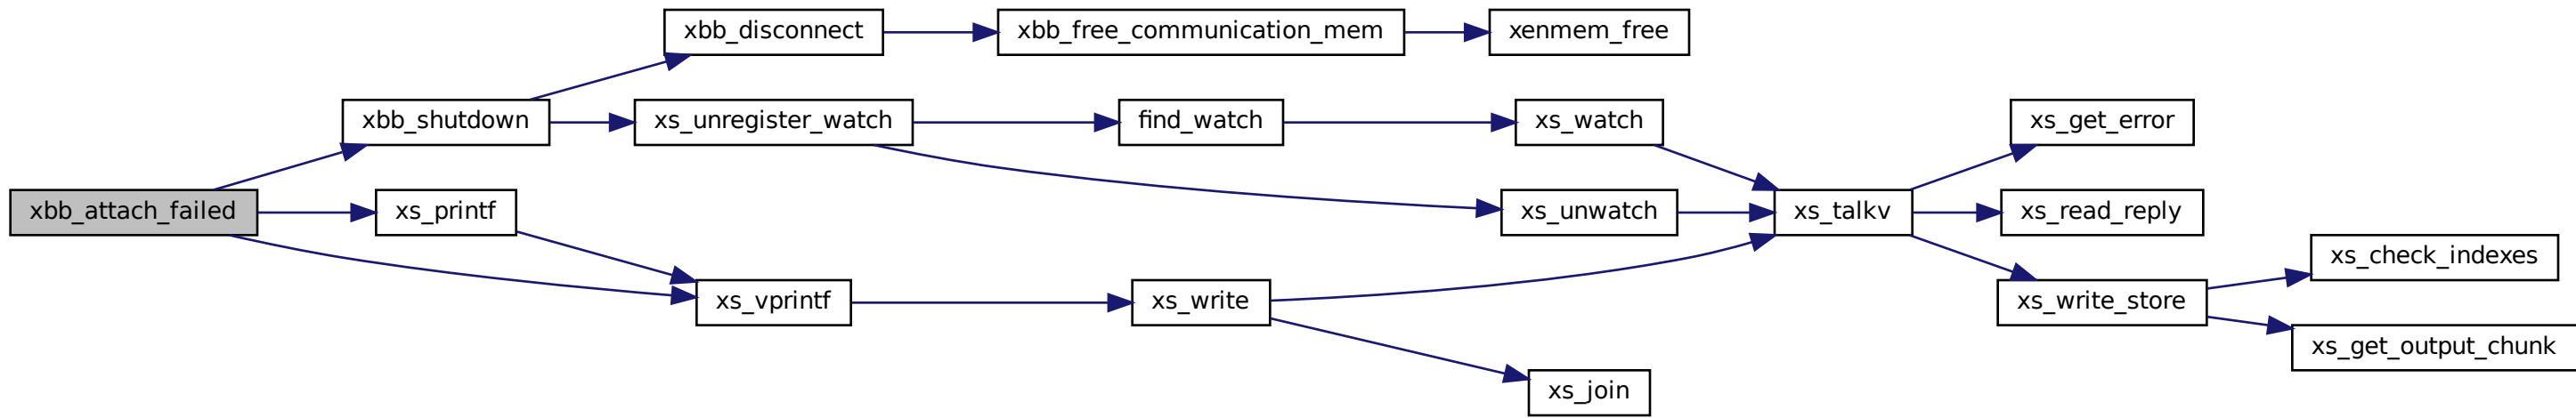 xbb_disconnect
xbb_free_communication_mem
xenmem_free
xbb_shutdown
xs_unregister_watch
find_watch
xs_watch
xs_get_error
xbb_attach_failed
xs_printf
xs_unwatch
xs_talkv
xs_read_reply
xs_check_indexes
xs_vprintf
xs_write
xs_write_store
xs_get_output_chunk
xs_join